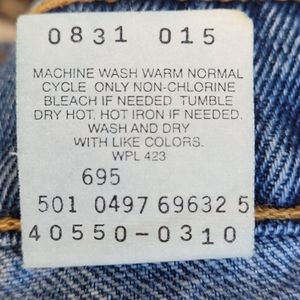 0831 015
MACHINE WASH WARM NORMAL
CYCLE ONLY NON-CHLORINE
BLEACH IF NEEDED TUMBLE
DRY HOT, HOT IRON IF NEEDED.
WASH AND DRY
WITH LIKE COLORS.
WPL 423
695
501 0497 69632 5
40550-0310